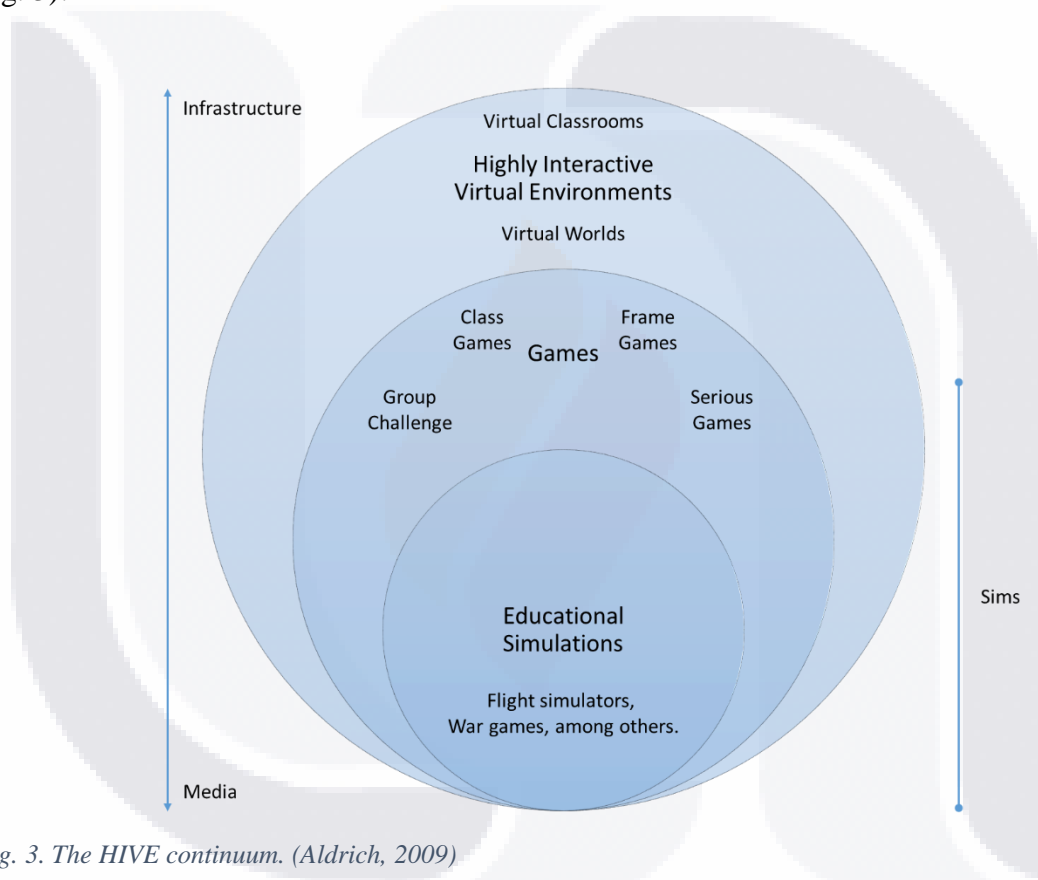 Infrastructure
Virtual Classrooms
Highly Interactive
Virtual Environments
Virtual Worlds
Class
Games
Frame
Games
Games
Group
Challenge
Serious
Games
Educational
Simulations
Flight simulators,
War games, among others.
Sims
Media
g. 3. The HIVE continuum. (Aldrich, 2009)